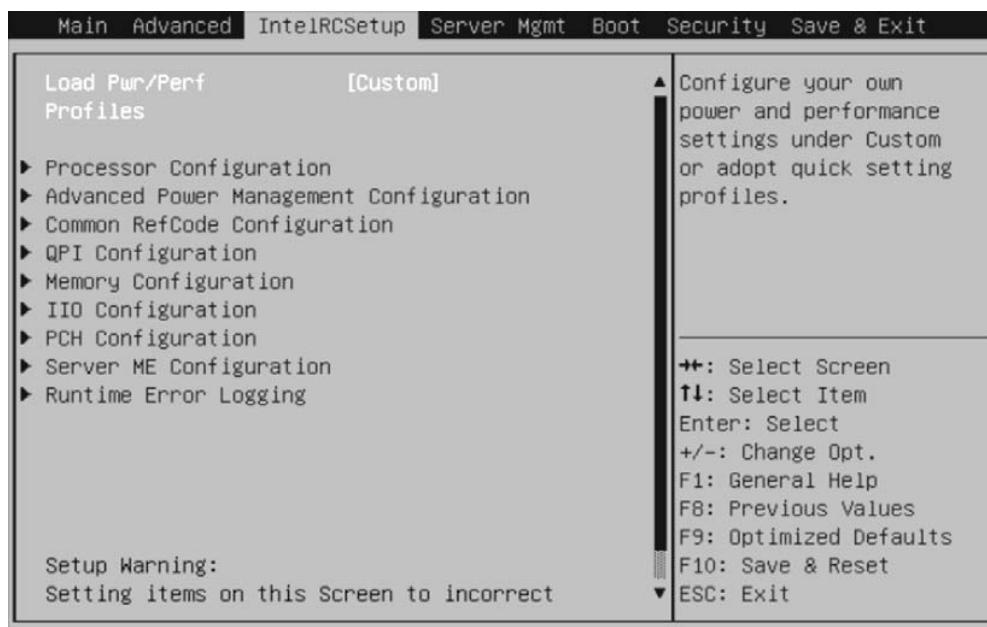 Main Advanced IntelRCSetup Server Mgmt Boot Security Save & Exit
Load Pwr/Perf [Custom]
Profiles
Processor Configuration
Advanced Power Management Configuration
Common RefCode Configuration
QPI Configuration
Memory Configuration
IIO Configuration
PCH Configuration
Server ME Configuration
Runtime Error Logging
Setup Warning:
Setting items on this Screen to incorrect
Configure your own
power and performance
settings under Custom
or adopt quick setting
profiles.
→←: Select Screen
↑↓: Select Item
Enter: Select
+/-: Change Opt.
F1: General Help
F8: Previous Values
F9: Optimized Defaults
F10: Save & Reset
ESC: Exit